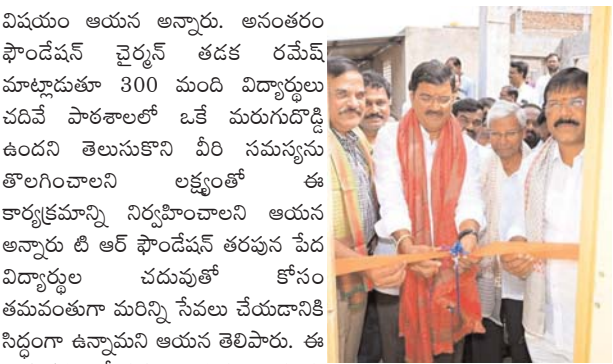 విషయం ఆయన అన్నారు. అనంతరం
ఫౌండేషన్ చైర్మన్ తడక రమేష్
మాట్లాడుతూ 300 మంది విద్యార్థులు
చదివే పాఠశాలలో ఒకే మరుగుదొడ్డి
ఉందని తెలుసుకొని వీరి సమస్యను
తొలగించాలని లక్ష్యంతో ఈ
కార్యక్రమాన్ని నిర్వహించాలని ఆయన
అన్నారు టి ఆర్ ఫౌండేషన్ తరపున పేద
విద్యార్థుల చదువుతో కోసం
తమవంతుగా మరిన్ని సేవలు చేయడానికి
సిద్ధంగా ఉన్నామని ఆయన తెలిపారు. ఈ